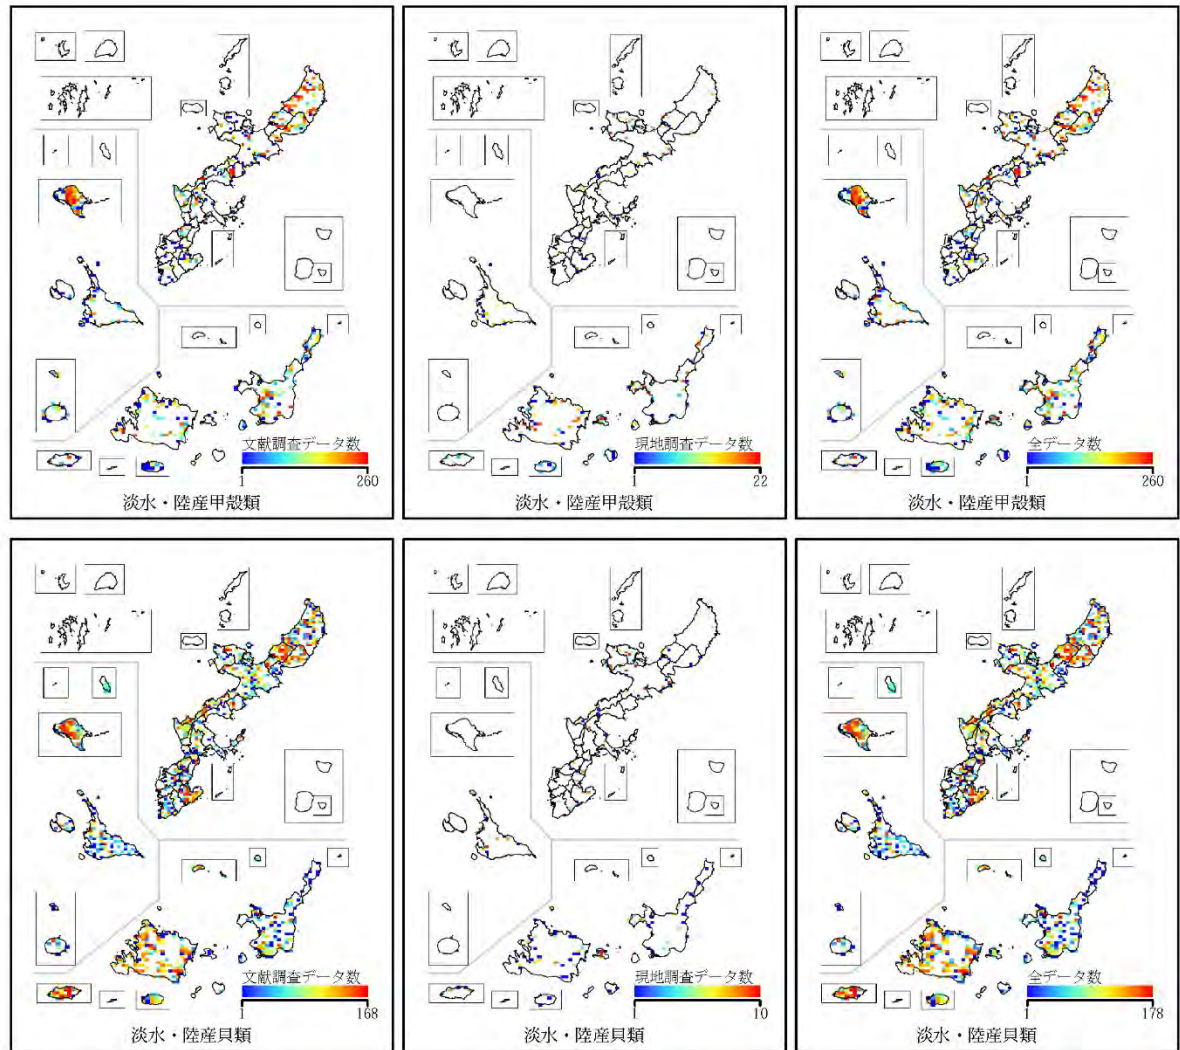 文献調査データ数
1 260
淡水・陸産甲殻類
現地調査データ数
1 22
淡水・陸産甲殻類
全データ数
1 260
淡水・陸産甲殻類
文献調査データ数
1 168
淡水・陸産貝類
現地調査データ数
1 10
淡水・陸産貝類
全データ数
1 178
淡水・陸産貝類